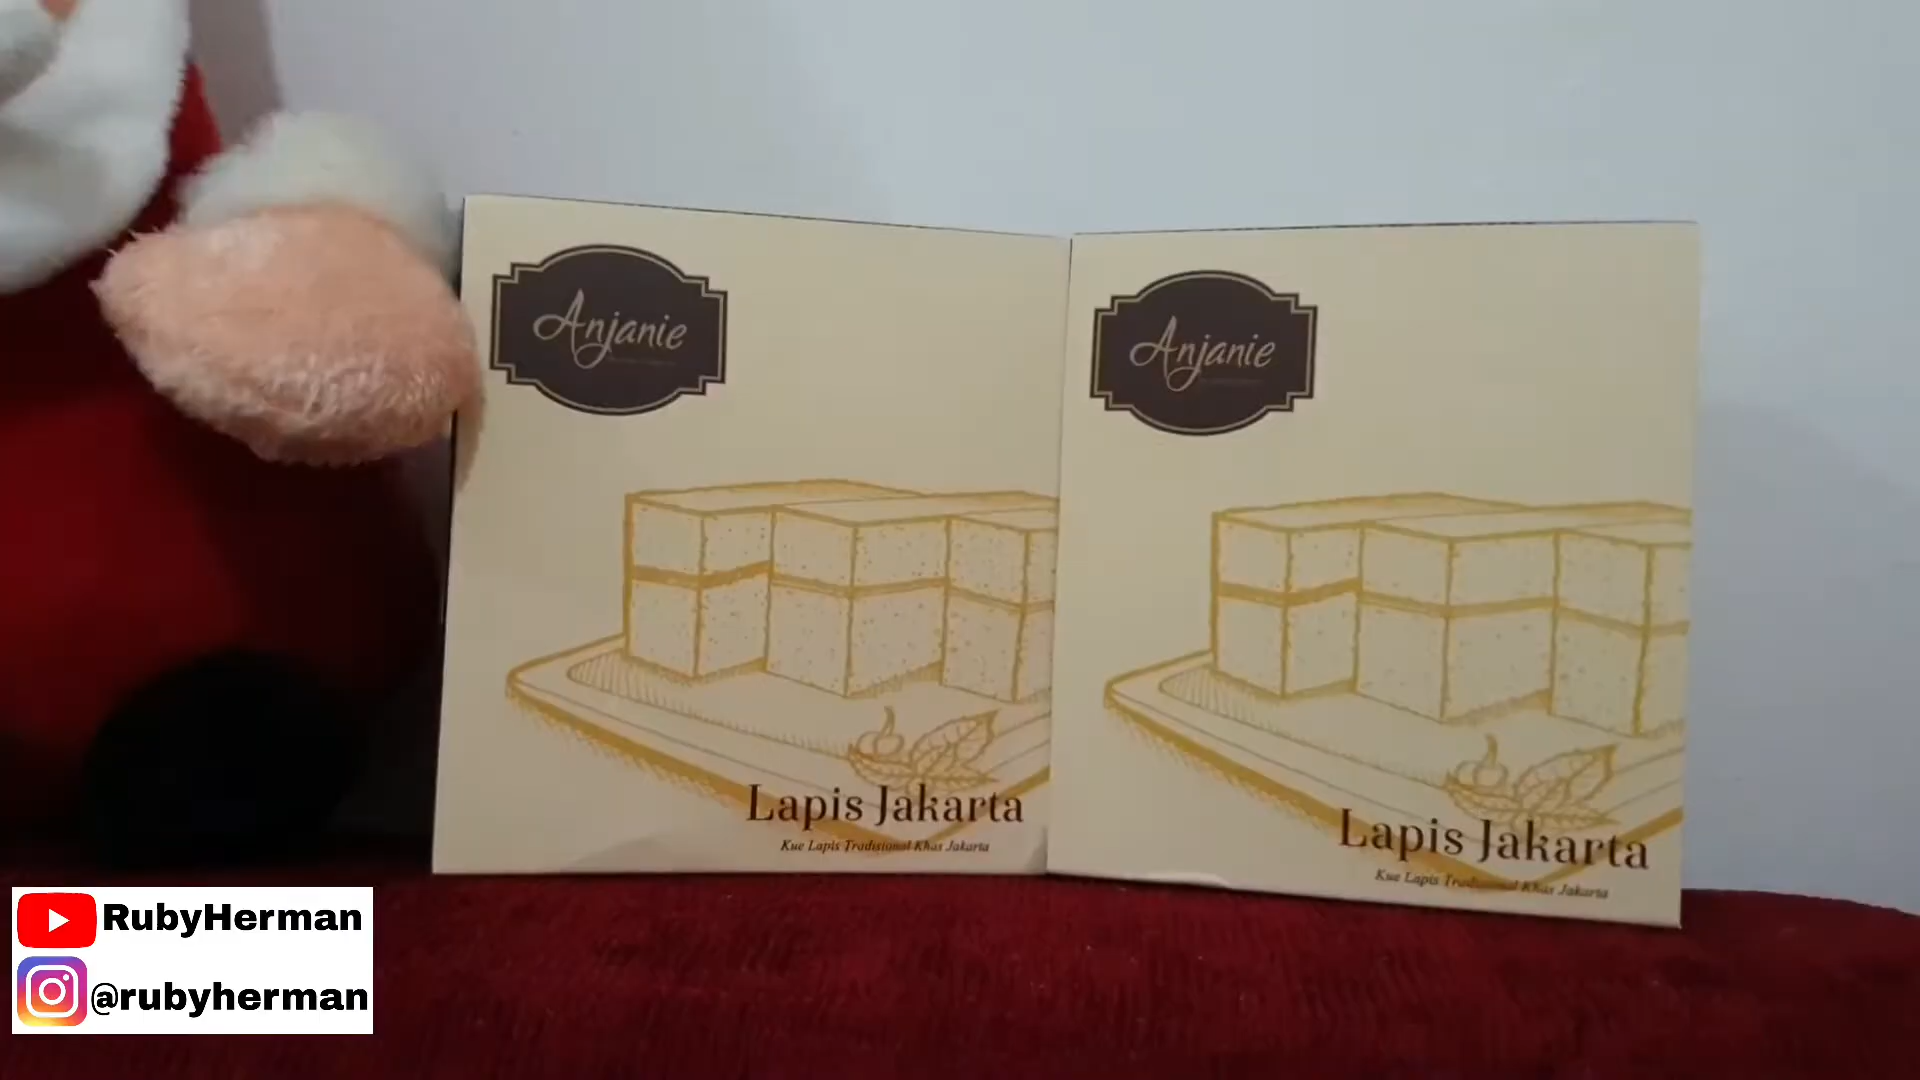 Anjanie
Lapis Jakarta
Kue Lapis Tradisional Khas Jakarta
Anjanie
Lapis Jakarta
Kue Lapis Tradisional Khas Jakarta
RubyHerman
@rubyherman